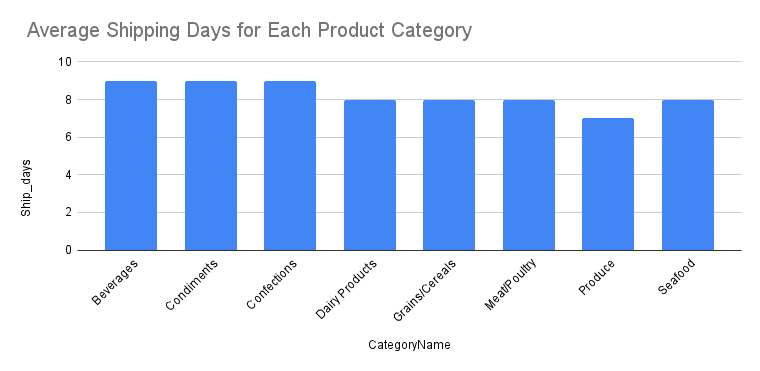 Average Shipping Days for Each Product Category
10
8
6
4
2
0
Ship_days
Beverages
Condiments
Confections
Dairy Products
Grains/Cereals
Meat/Poultry
Produce
Seafood
CategoryName